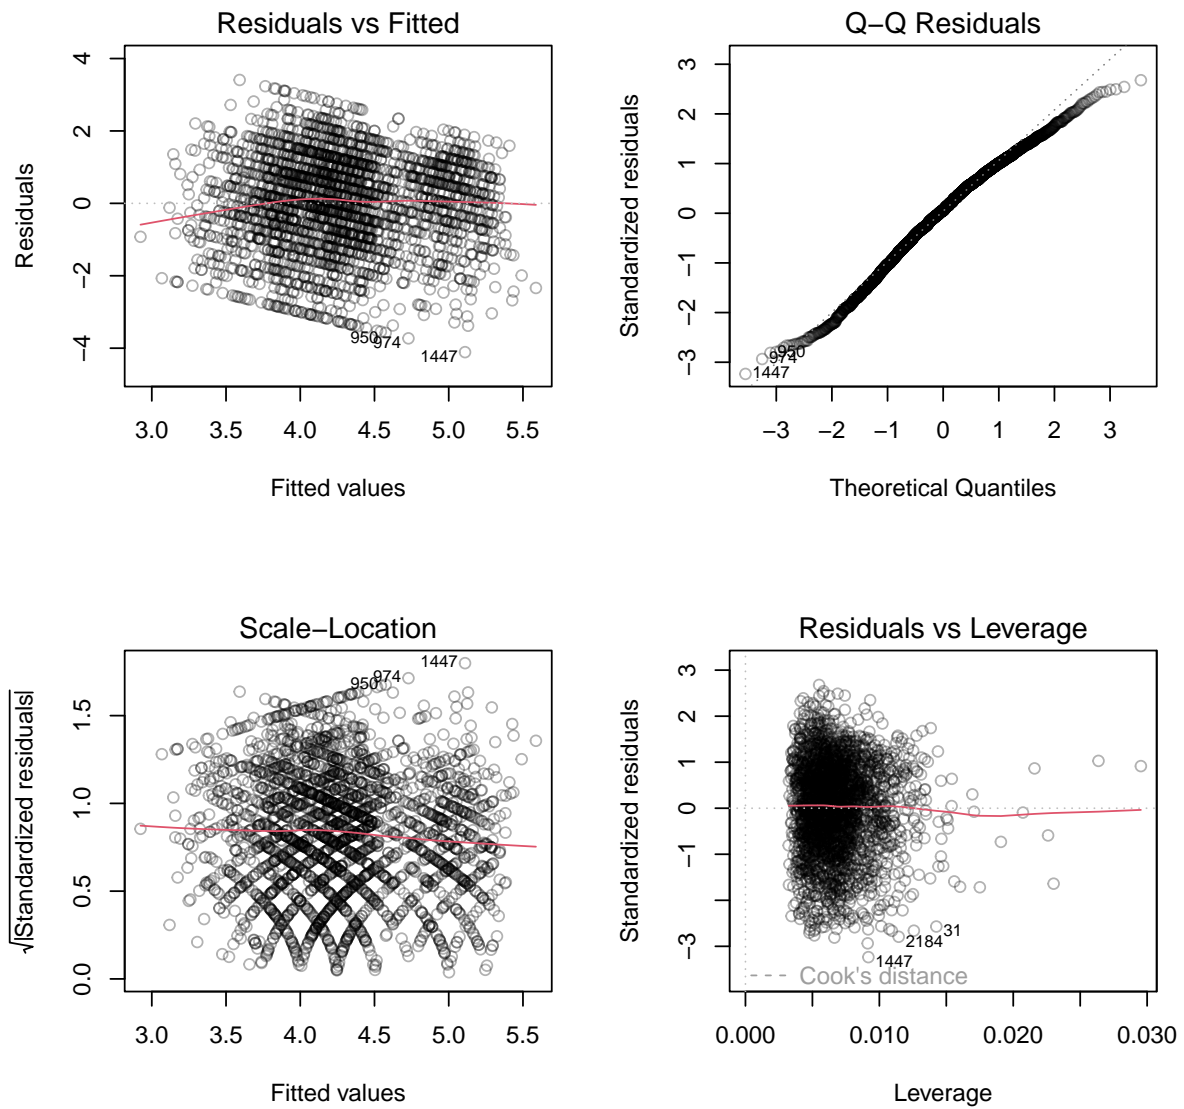 Residuals vs Fitted
Residuals
4
2
0
−2
−4
950
974
1447
3.0 3.5 4.0 4.5 5.0 5.5
Fitted values
Q−Q Residuals
Standardized residuals
3
2
1
0
−1
−2
−3
950
974
1447
−3 −2 −1 0 1 2 3
Theoretical Quantiles
Scale−Location
√|Standardized residuals|
1.5
1.0
0.5
0.0
1447
974
950
3.0 3.5 4.0 4.5 5.0 5.5
Fitted values
Residuals vs Leverage
Standardized residuals
3
2
1
0
−1
−3
31
2184
1447
Cook's distance
0.000 0.010 0.020 0.030
Leverage